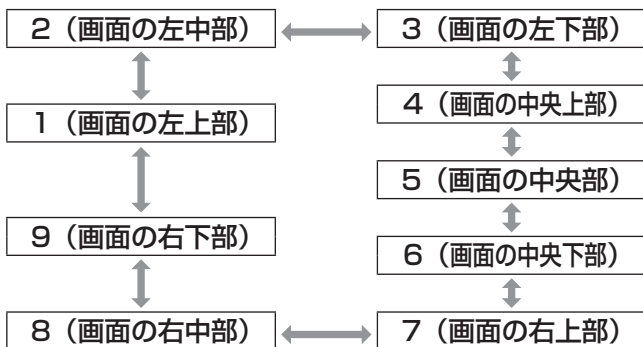 2（画面の左中部）
3（画面の左下部）
1（画面の左上部）
4（画面の中央上部）
5（画面の中央部）
9（画面の右下部）
6（画面の中央下部）
8（画面の右中部）
7（画面の右上部）